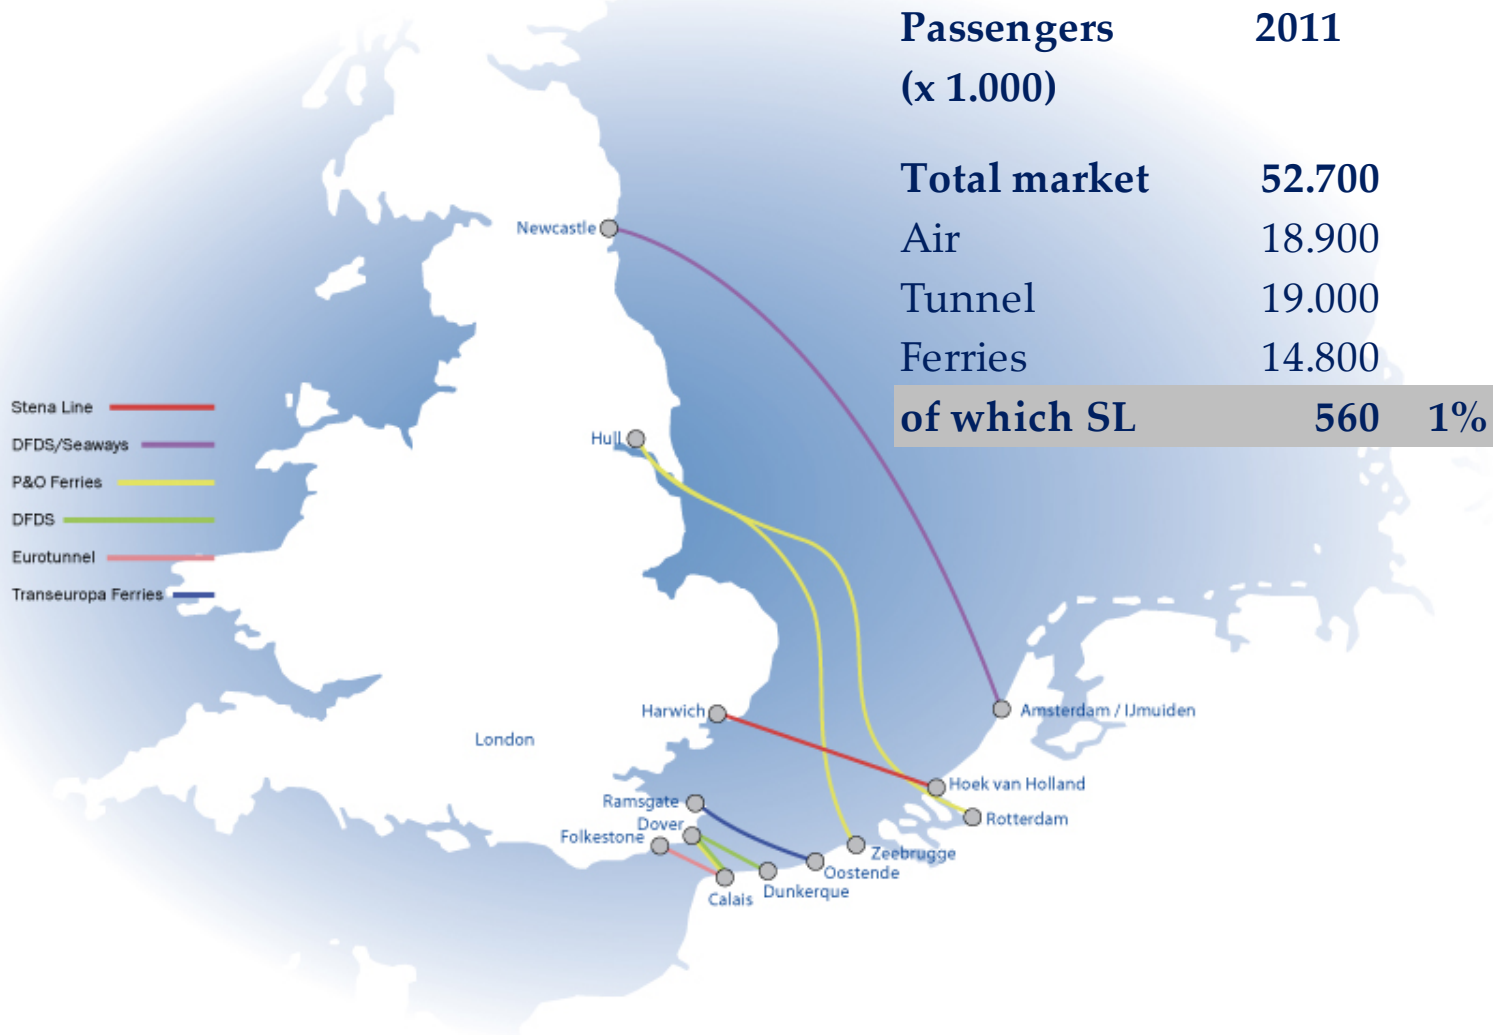 Passengers 2011
(x 1.000)
Total market 52.700
Air 18.900
Tunnel 19.000
Ferries 14.800
of which SL 560 1%
Newcastle
Stena Line
DFDS/Seaways
P&O Ferries
DFDS
Eurotunnel
Transeuropa Ferries
Hull
Harwich
London
Amsterdam / IJmuiden
Hoek van Holland
Rotterdam
Ramsgate
Dover
Folkestone
Zeebrugge
Oostende
Dunkerque
Calais